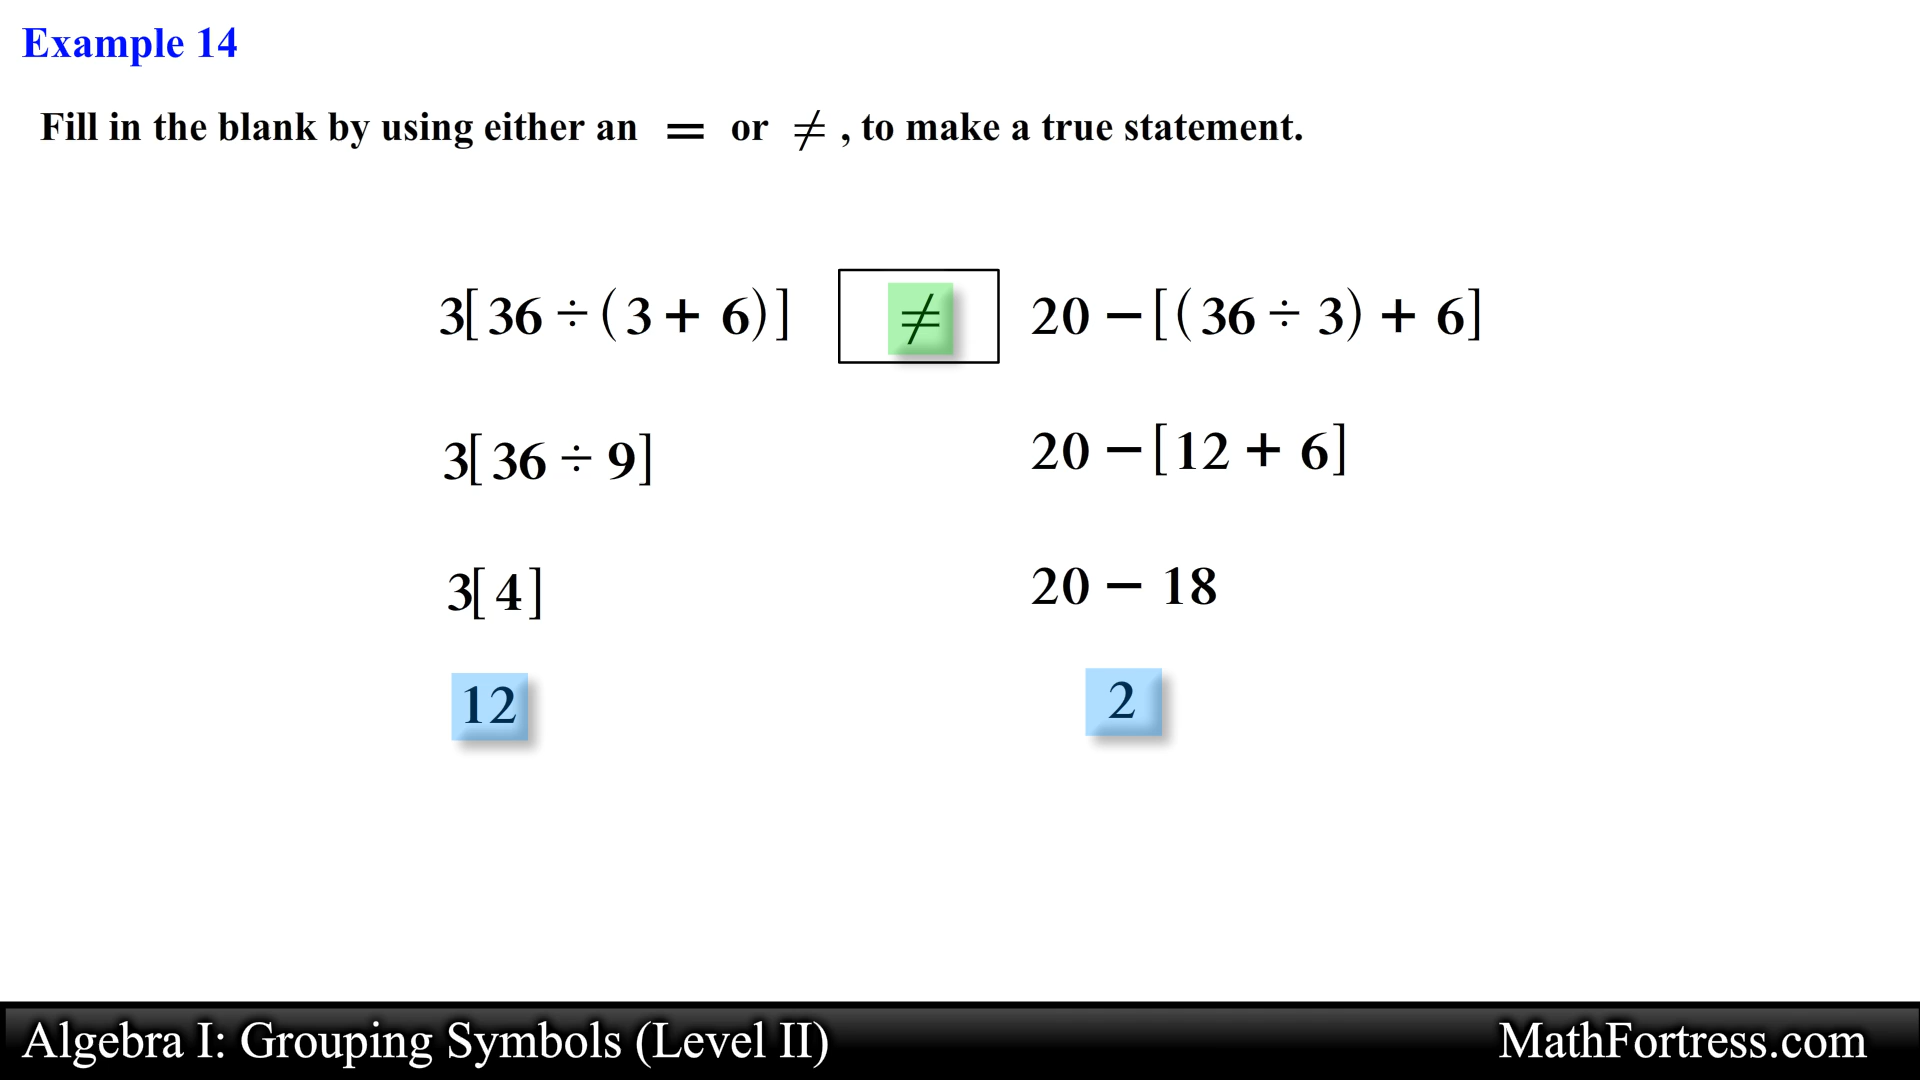 Example 14
Fill in the blank by using either an = or ≠ , to make a true statement.
3[36 ÷ (3 + 6)] ≠ 20 − [(36 ÷ 3) + 6]
3[36 ÷ 9] 20 − [12 + 6]
3[4] 20 − 18
12 2
Algebra I: Grouping Symbols (Level II) MathFortress.com